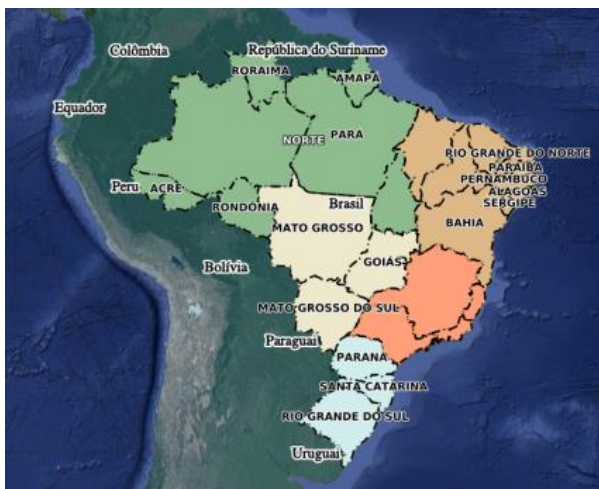 Colômbia
República do Suriname
RORAIMA
AMAPÁ
Equador
NORTE
PARÁ
RIO GRANDE DO NORTE
PARAÍBA
PERNAMBUCO
Peru
ACRE
ALAGOAS
SERGIPE
RONDÔNIA
Brasil
MATO GROSSO
BAHIA
Bolívia
GOIÁS
MATO GROSSO DO SUL
Paraguai
PARANÁ
SANTA CATARINA
RIO GRANDE DO SUL
Uruguai